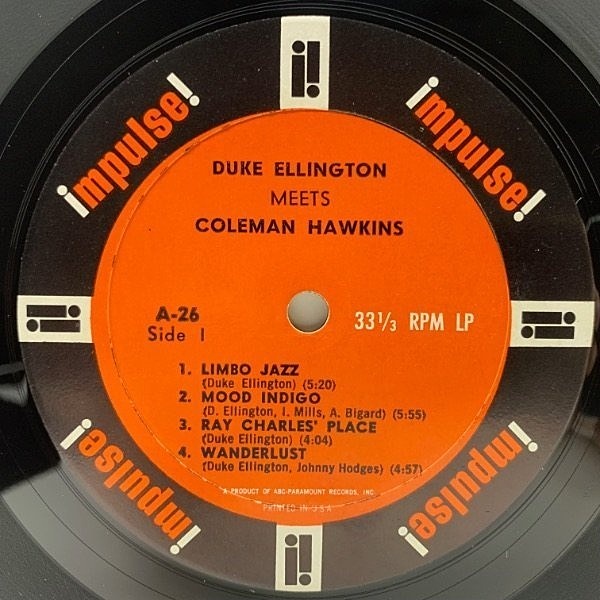 impulse!
impulse!
DUKE ELLINGTON
MEETS
COLEMAN HAWKINS
A-26
Side 1
33 1/3 RPM LP
1. LIMBO JAZZ
(Duke Ellington) (5:20)
2. MOOD INDIGO
(D. Ellington, I. Mills, A. Bigard) (5:55)
3. RAY CHARLES' PLACE
(Duke Ellington) (4:04)
4. WANDERLUST
(Duke Ellington, Johnny Hodges) (4:57)
A PRODUCT OF ABC-PARAMOUNT RECORDS, INC.
PRINTED IN U.S.A.
impulse!
impulse!